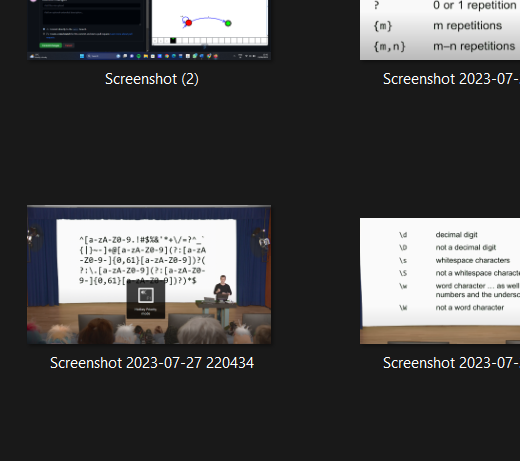 ? 0 or 1 repetition
{m} m repetitions
{m,n} m–n repetitions
Screenshot (2)
Screenshot 2023-07-
^[a-zA-Z0-9.!#$%&'*+\/=?^_`
{|}~-]+@[a-zA-Z0-9](?:[a-zA
-Z0-9-]{0,61}[a-zA-Z0-9])?(
?:\.[a-zA-Z0-9](?:[a-zA-Z0-
9-]{0,61}[a-zA-Z0-9])?)*$
\d decimal digit
\D not a decimal digit
\s whitespace characters
\S not a whitespace characte
\w word character ... as well
numbers and the undersc
\W not a word character
Screenshot 2023-07-27 220434
Screenshot 2023-07-